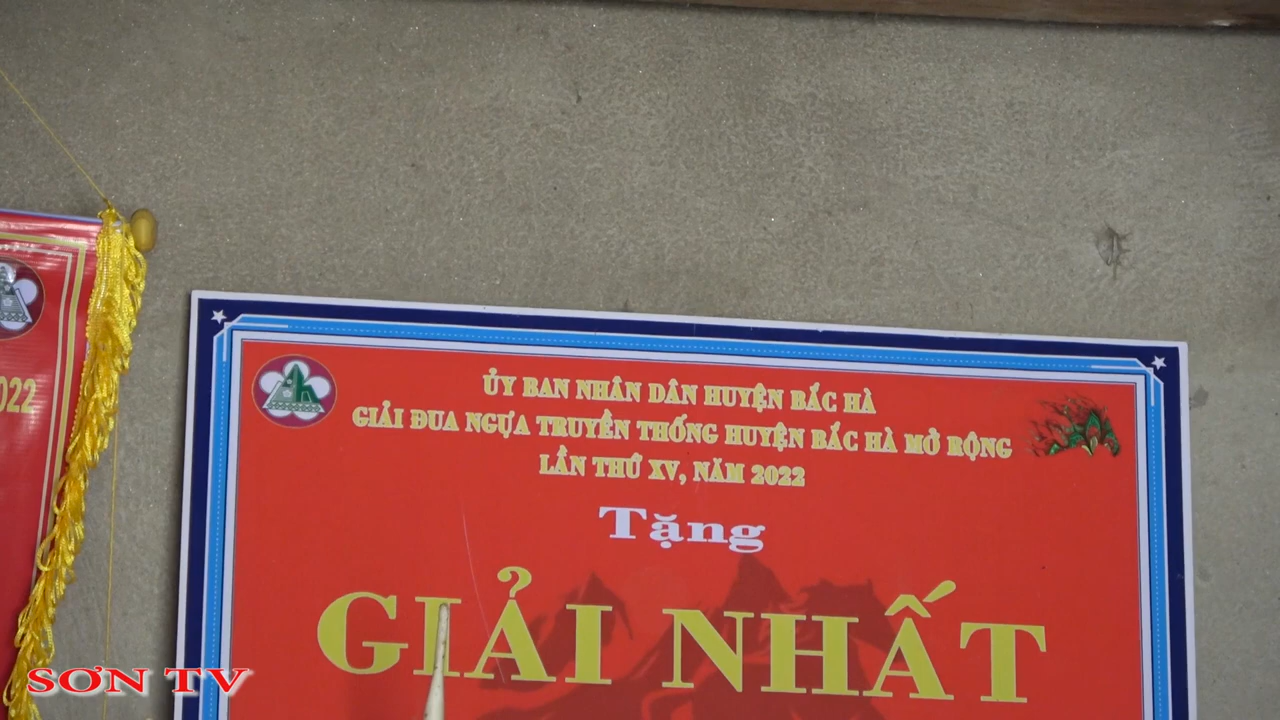 2022
ỦY BAN NHÂN DÂN HUYỆN BẮC HÀ
GIẢI ĐUA NGỰA TRUYỀN THỐNG HUYỆN BẮC HÀ MỞ RỘNG
LẦN THỨ XV, NĂM 2022
Tặng
GIẢI NHẤT
SƠN TV